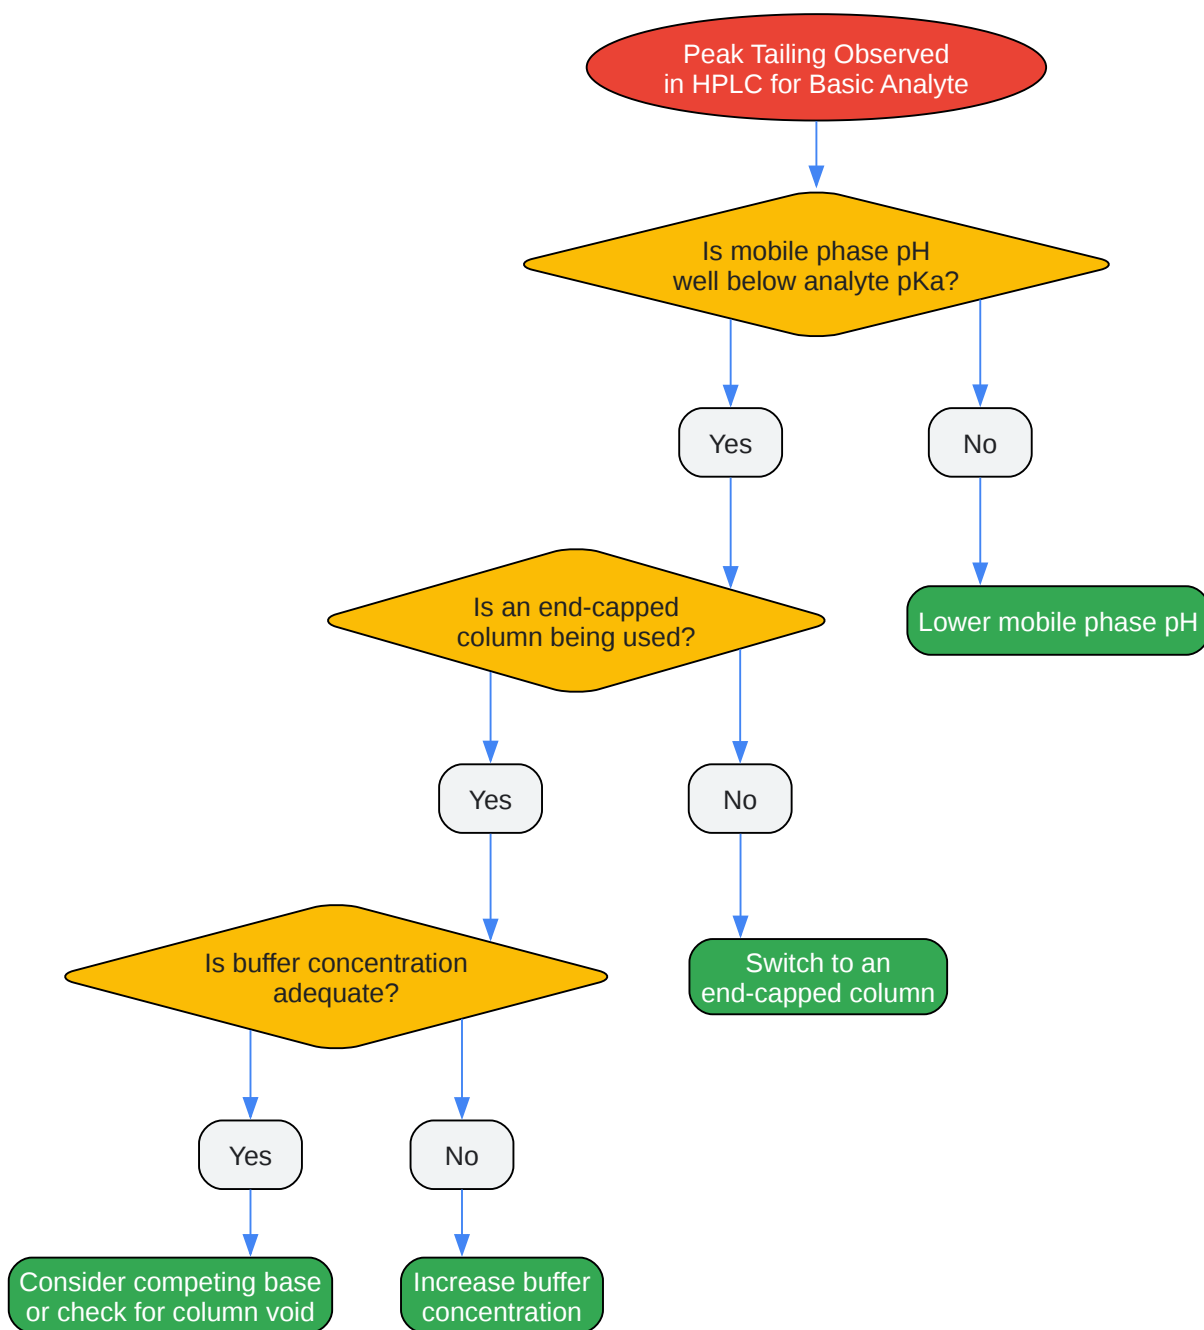 Peak Tailing Observed
in HPLC for Basic Analyte
Is mobile phase pH
well below analyte pKa?
Yes
No
Is an end-capped
column being used?
Lower mobile phase pH
Yes
No
Is buffer concentration
adequate?
Switch to an
end-capped column
Yes
No
Consider competing base
or check for column void
Increase buffer
concentration